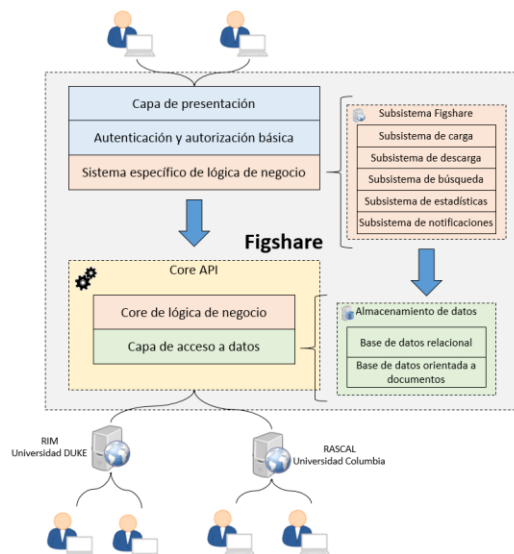 Capa de presentación
Autenticación y autorización básica
Sistema específico de lógica de negocio
Subsistema Figshare
Subsistema de carga
Subsistema de descarga
Subsistema de búsqueda
Subsistema de estadísticas
Subsistema de notificaciones
Figshare
Core API
Core de lógica de negocio
Capa de acceso a datos
Almacenamiento de datos
Base de datos relacional
Base de datos orientada a
documentos
RIM
Universidad DUKE
RASCAL
Universidad Columbia